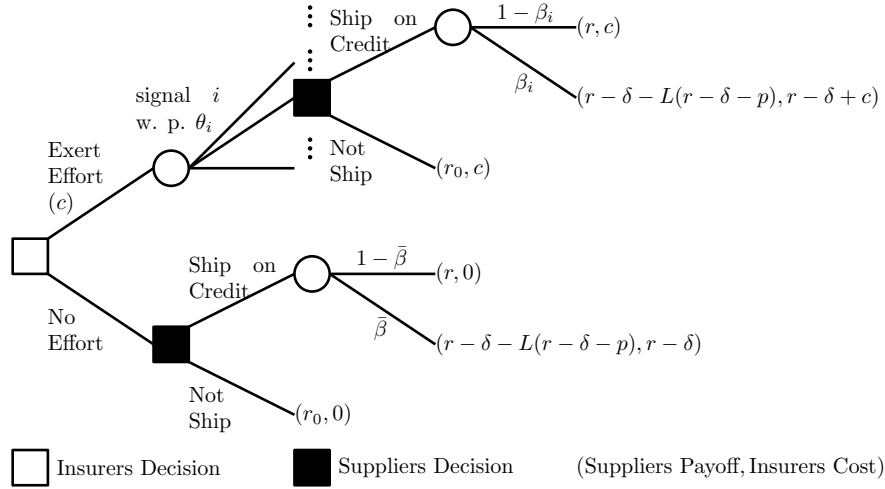 Ship on
Credit
1 − β_i
(r, c)
β_i
(r − δ − L(r − δ − p), r − δ + c)
signal i
w. p. θ_i
Not
Ship
(r_0, c)
Exert
Effort
(c)
Ship on
Credit
1 − β̄
(r, 0)
β̄
(r − δ − L(r − δ − p), r − δ)
No
Effort
Not
Ship
(r_0, 0)
Insurers Decision
Suppliers Decision
(Suppliers Payoff, Insurers Cost)